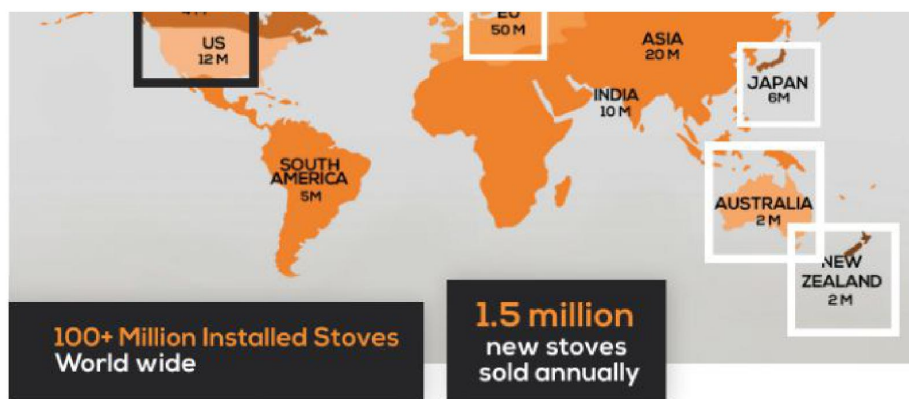 US
12 M
EU
50 M
ASIA
20 M
JAPAN
6M
INDIA
10 M
SOUTH
AMERICA
5M
AUSTRALIA
2 M
NEW
ZEALAND
2 M
100+ Million Installed Stoves
World wide
1.5 million
new stoves
sold annually